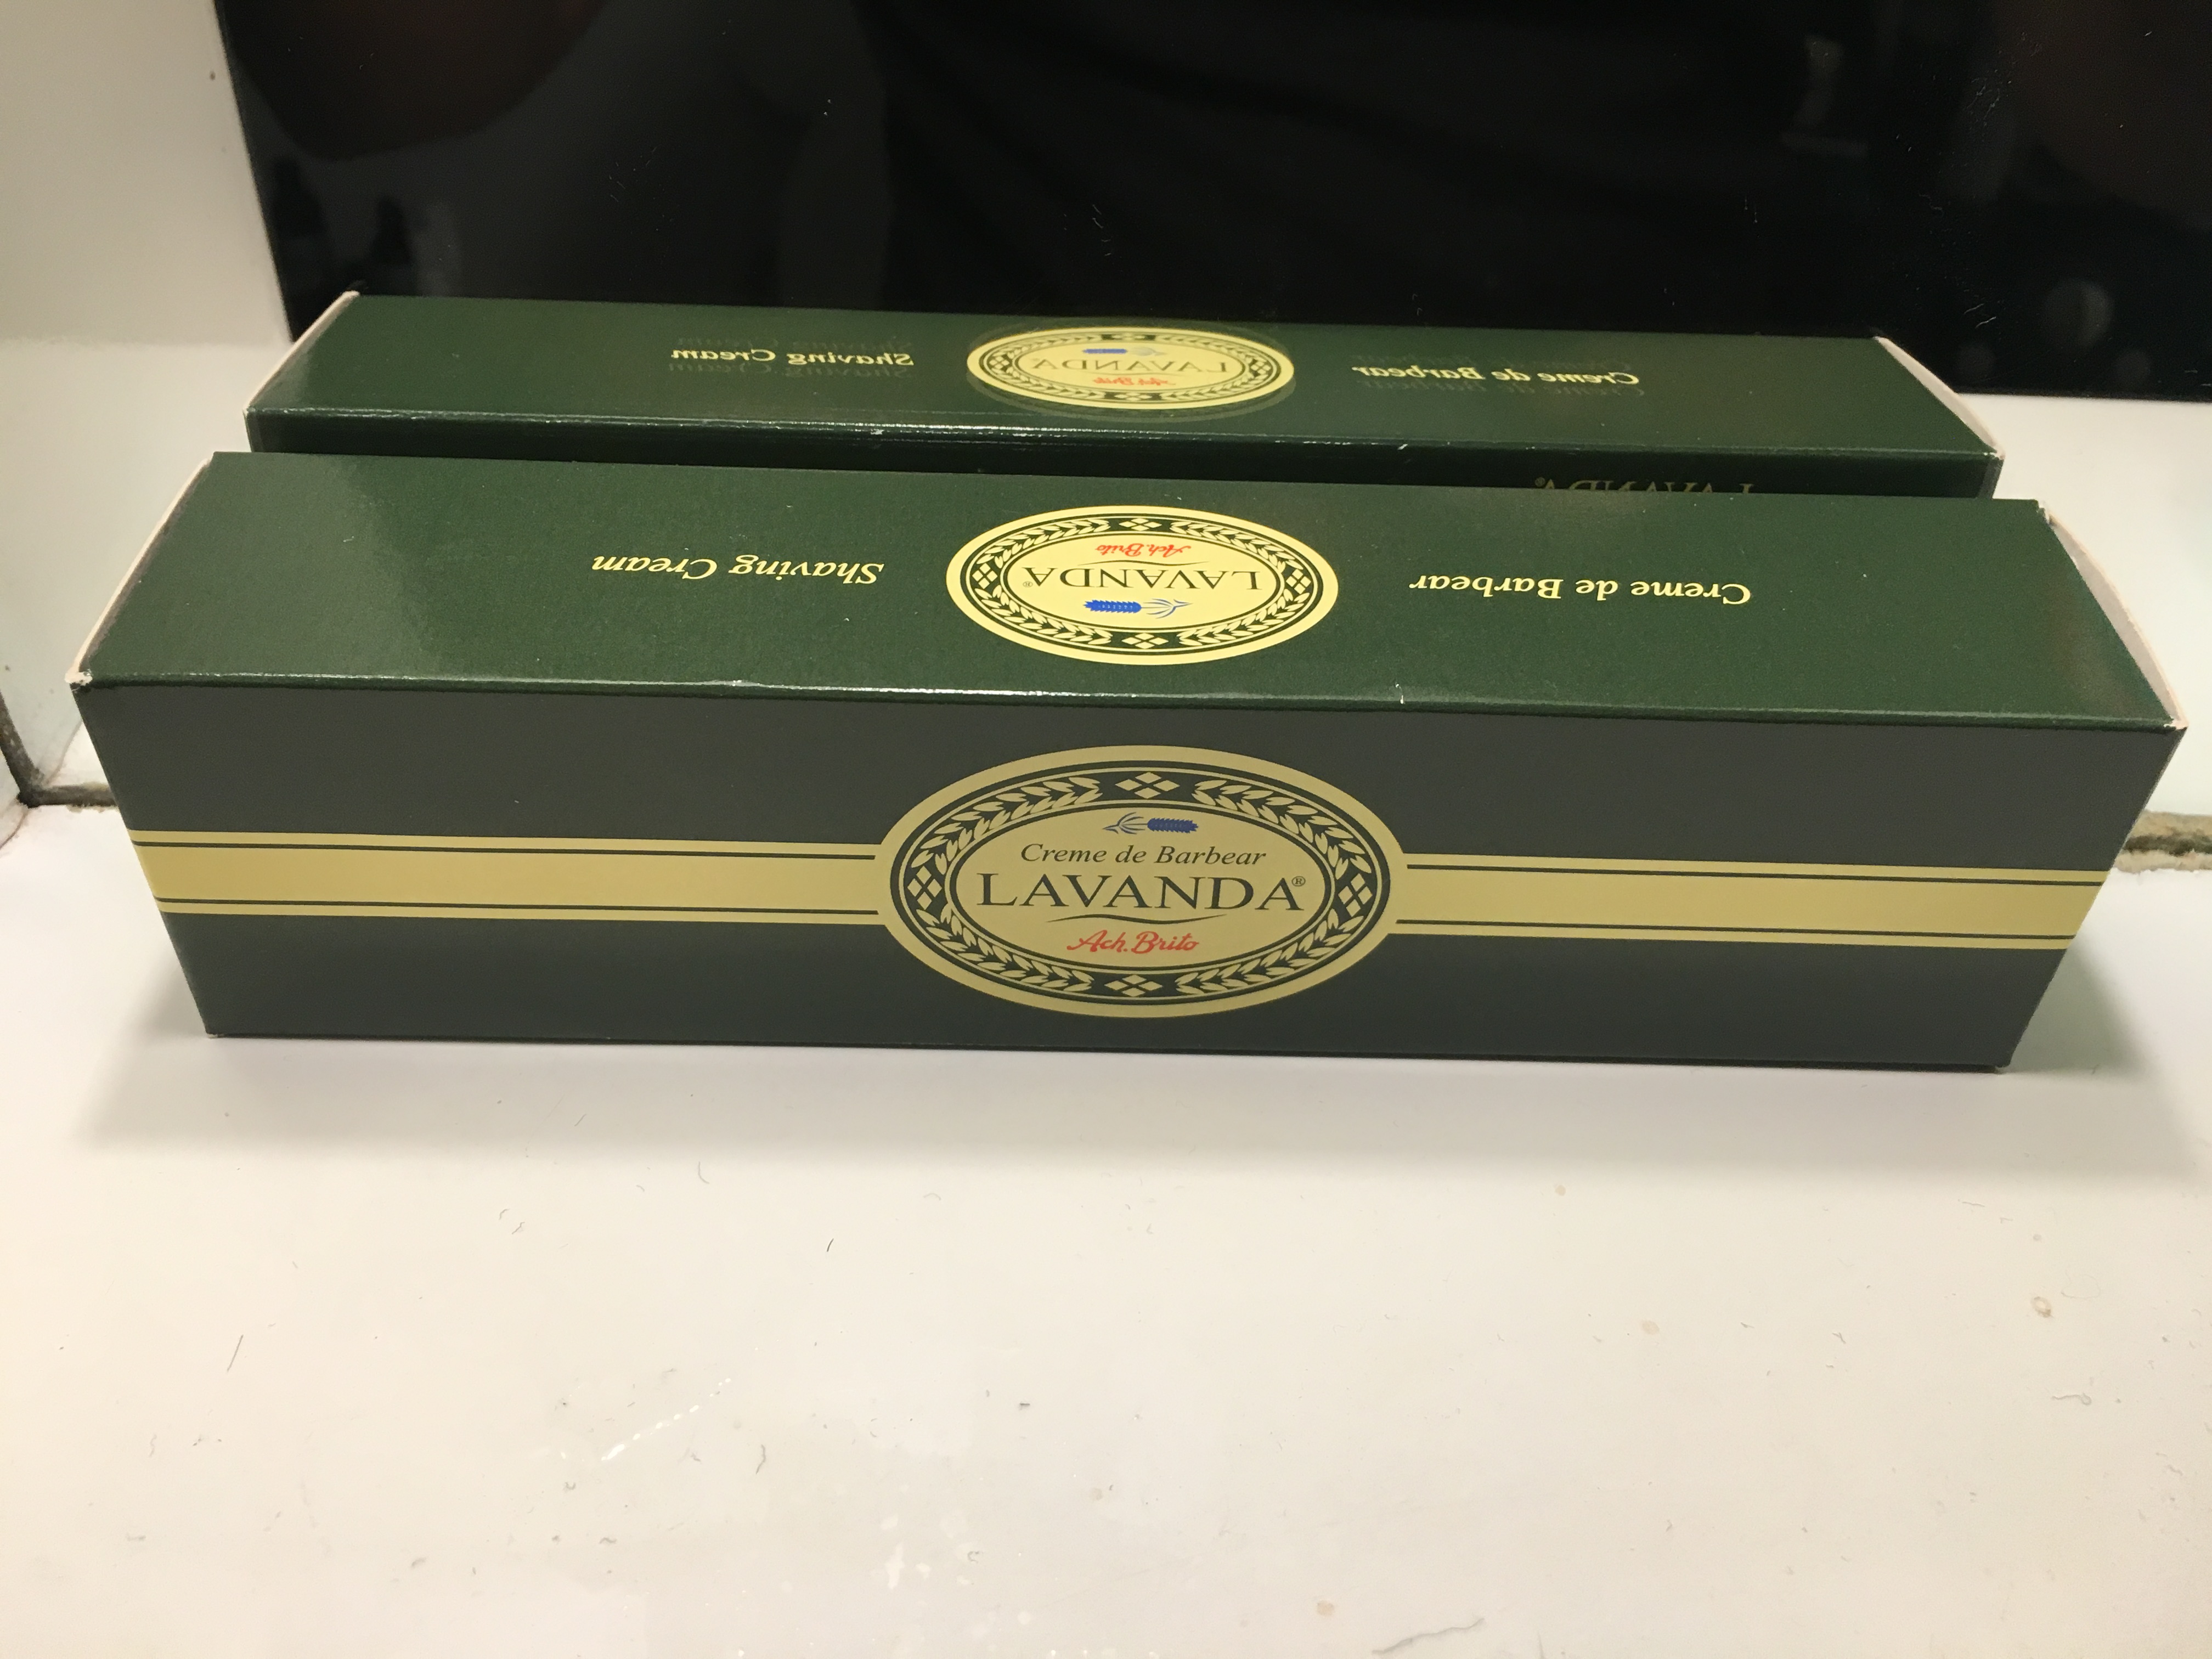 Creme de Barbear
LAVANDA®
Ach. Brito
Creme de Barbear
LAVANDA®
Ach. Brito
Shaving Cream
Creme de Barbear
LAVANDA
Ach. Brito
Shaving Cream
LAVANDA®